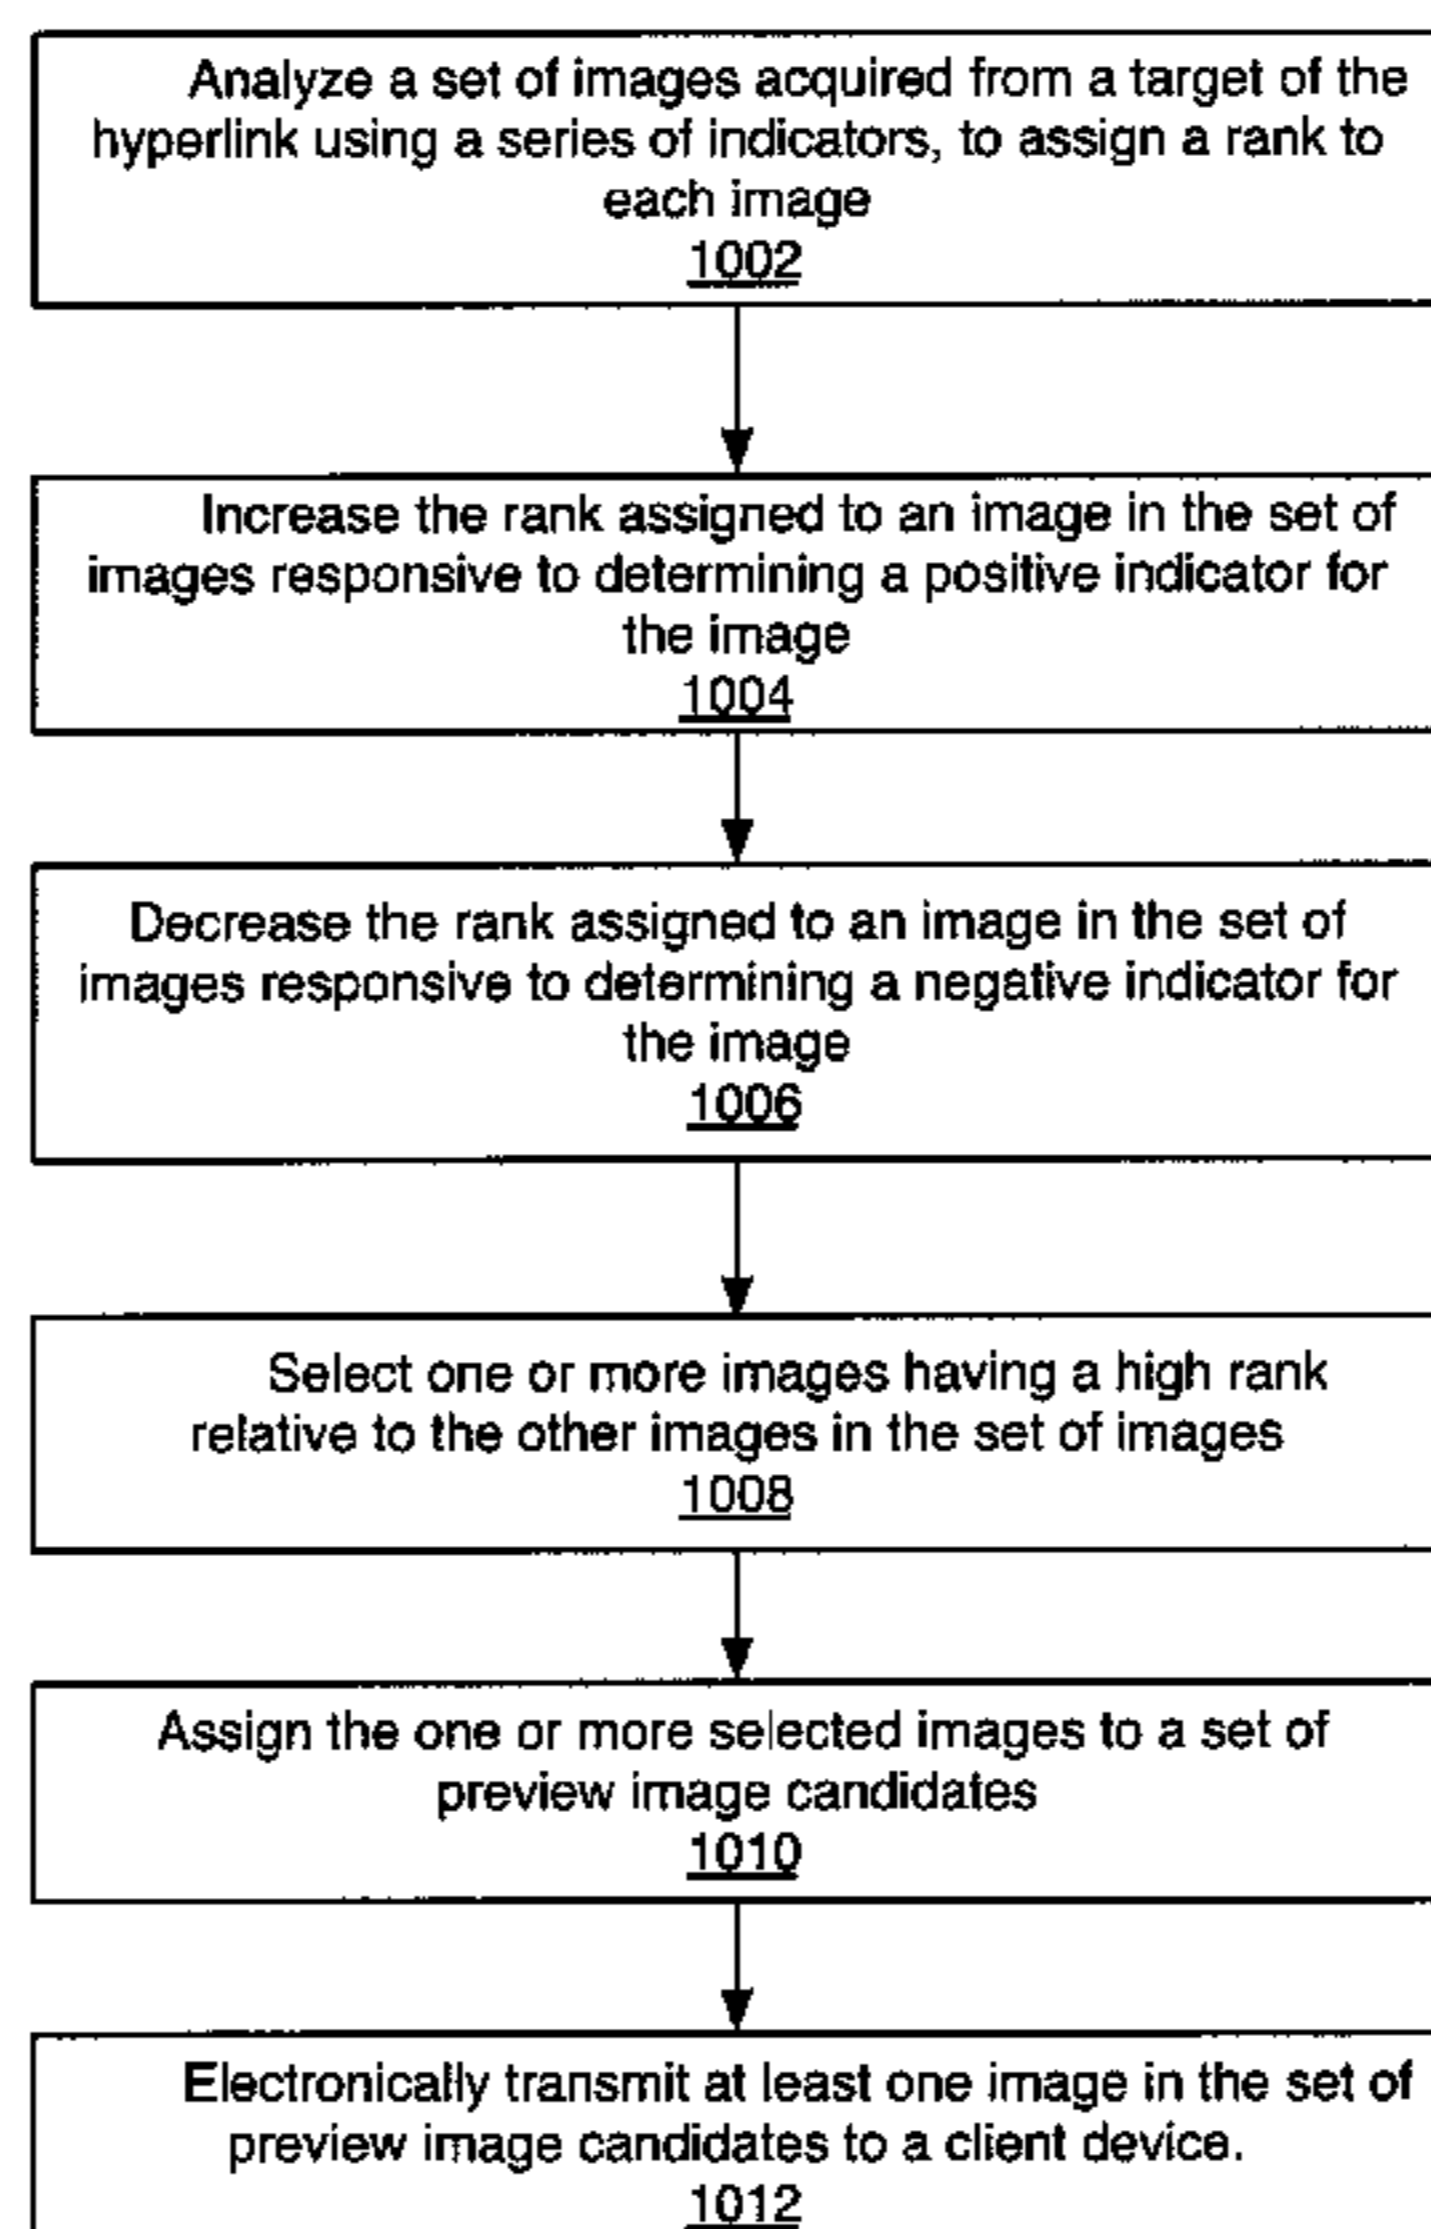 Analyze a set of images acquired from a target of the
hyperlink using a series of indicators, to assign a rank to
each image
1002
Increase the rank assigned to an image in the set of
images responsive to determining a positive indicator for
the image
1004
Decrease the rank assigned to an image in the set of
images responsive to determining a negative indicator for
the image
1006
Select one or more images having a high rank
relative to the other images in the set of images
1008
Assign the one or more selected images to a set of
preview image candidates
1010
Electronically transmit at least one image in the set of
preview image candidates to a client device.
1012